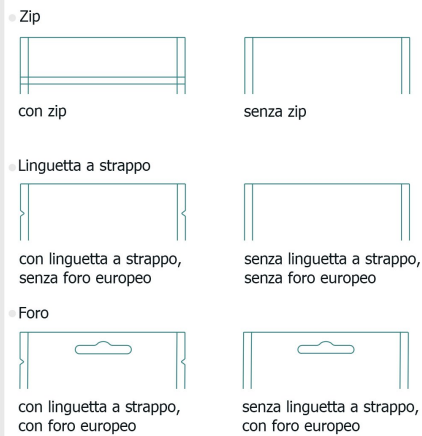 Zip
con zip
senza zip
Linguetta a strappo
con linguetta a strappo,
senza foro europeo
senza linguetta a strappo,
senza foro europeo
Foro
con linguetta a strappo,
con foro europeo
senza linguetta a strappo,
con foro europeo